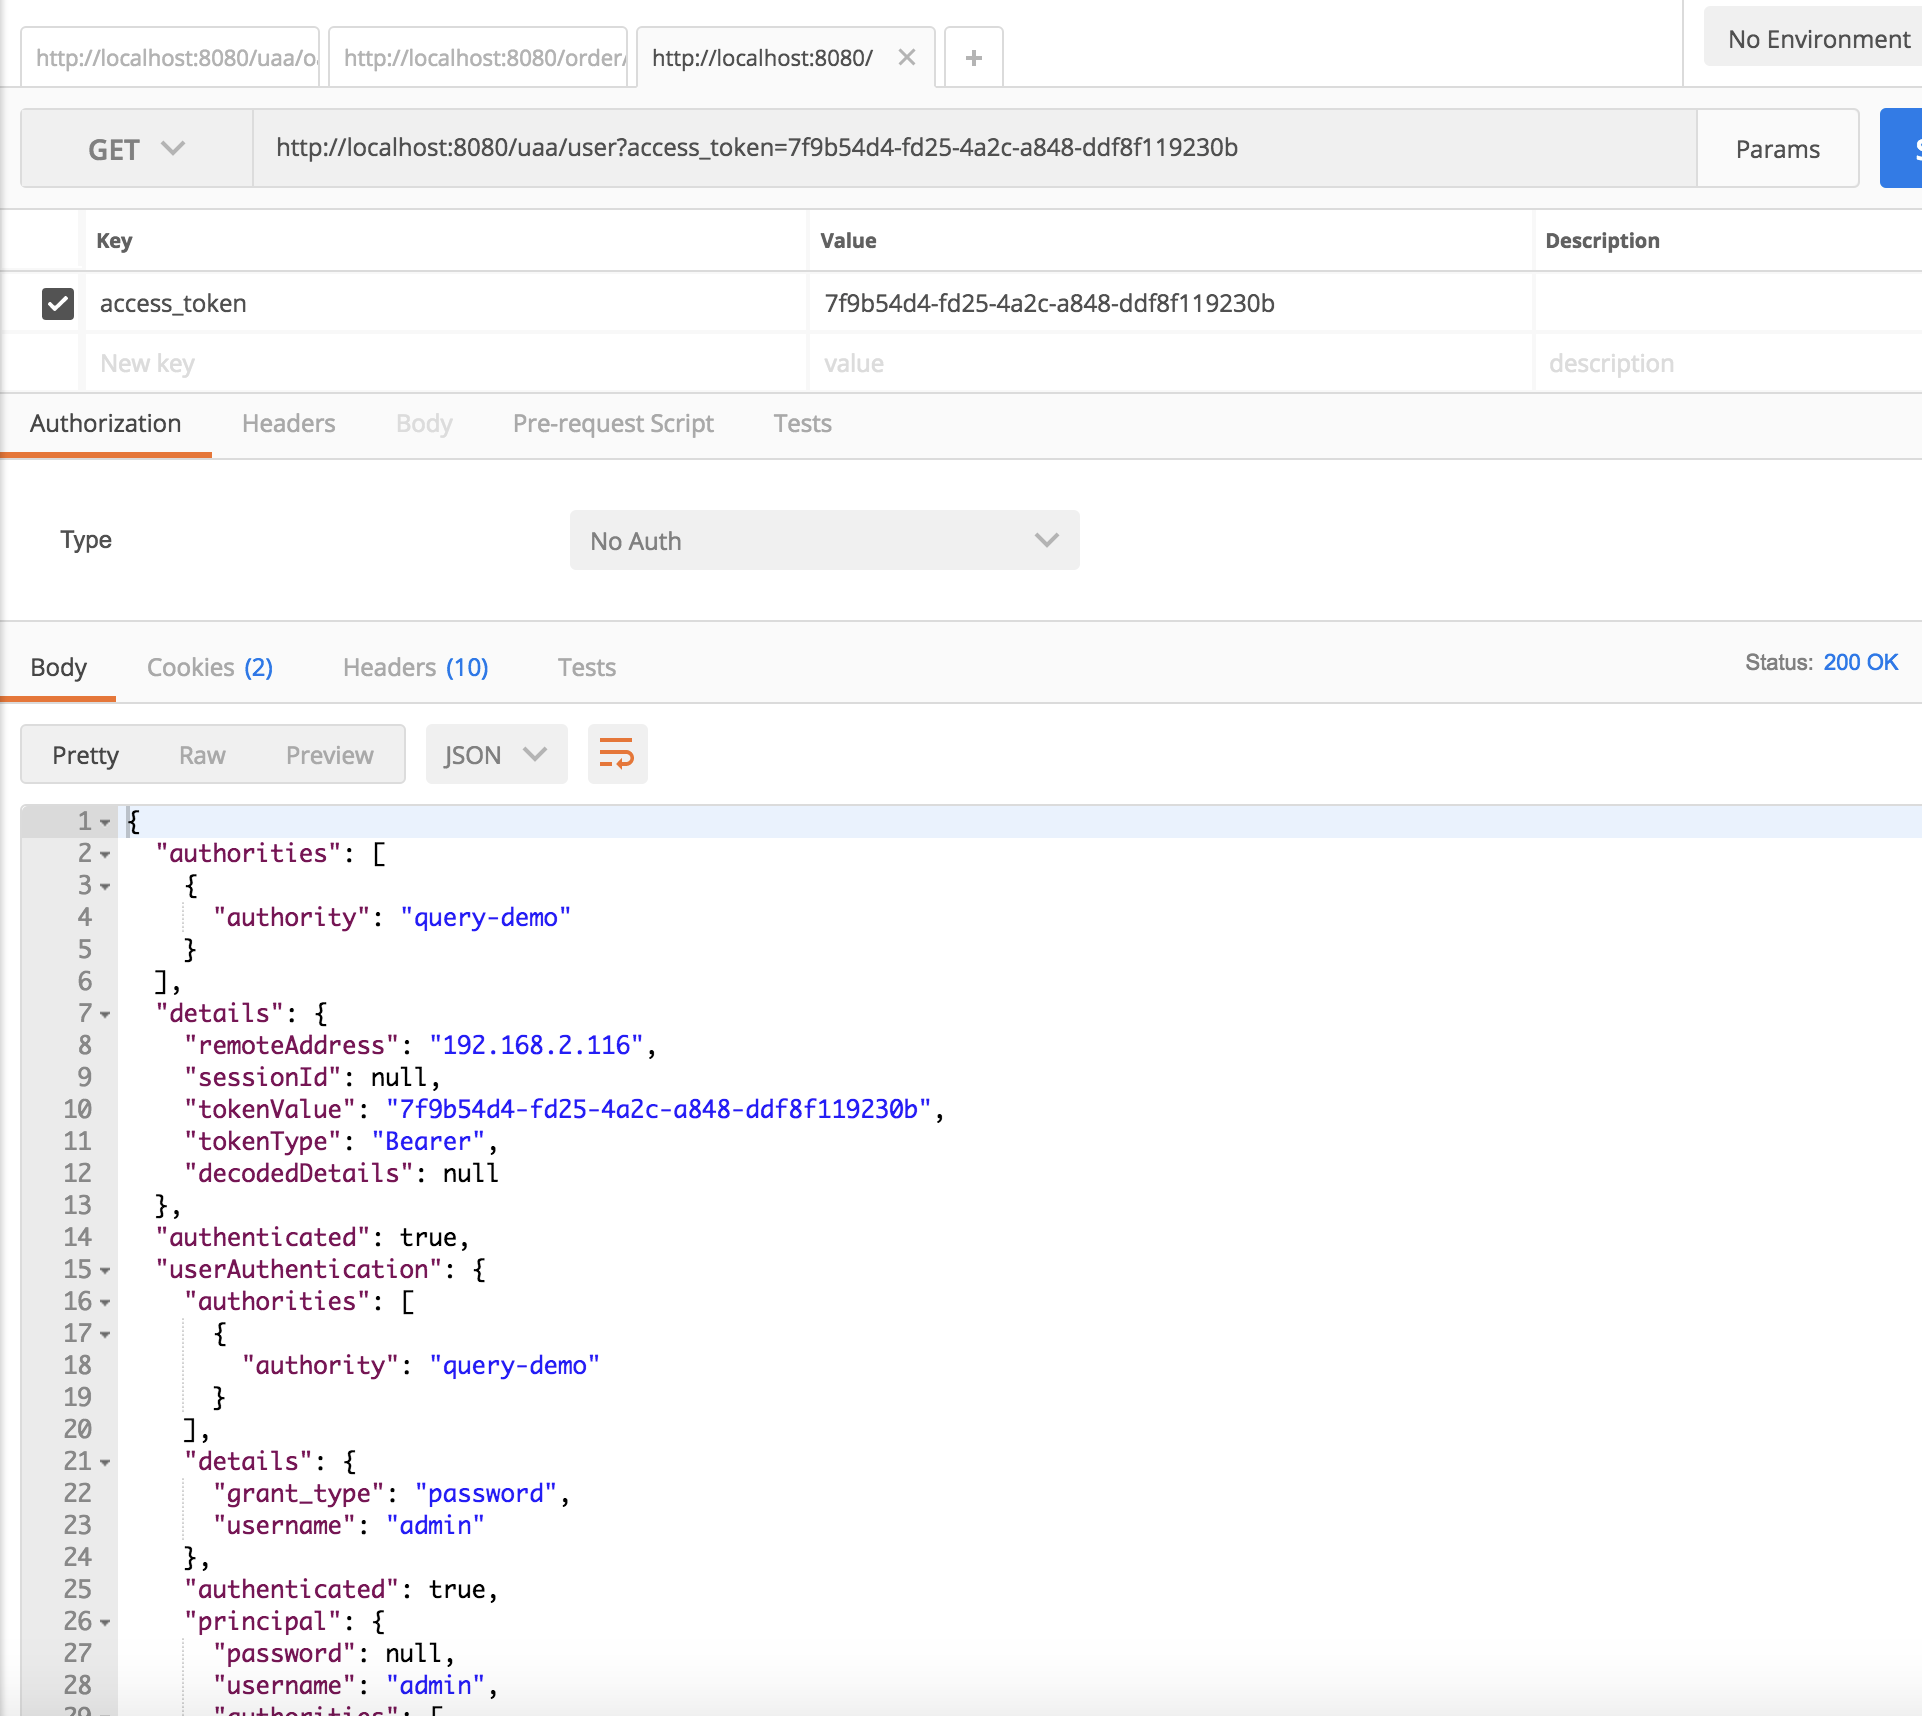 http://localhost:8080/uaa/o
http://localhost:8080/order/
http://localhost:8080/
No Environment
GET
http://localhost:8080/uaa/user?access_token=7f9b54d4-fd25-4a2c-a848-ddf8f119230b
Params
Key Value Description
access_token 7f9b54d4-fd25-4a2c-a848-ddf8f119230b
New key value description
Authorization Headers Body Pre-request Script Tests
Type No Auth
Body Cookies (2) Headers (10) Tests Status: 200 OK
Pretty Raw Preview JSON
1 {
2 "authorities": [
3 {
4 "authority": "query-demo"
5 }
6 ],
7 "details": {
8 "remoteAddress": "192.168.2.116",
9 "sessionId": null,
10 "tokenValue": "7f9b54d4-fd25-4a2c-a848-ddf8f119230b",
11 "tokenType": "Bearer",
12 "decodedDetails": null
13 },
14 "authenticated": true,
15 "userAuthentication": {
16 "authorities": [
17 {
18 "authority": "query-demo"
19 }
20 ],
21 "details": {
22 "grant_type": "password",
23 "username": "admin"
24 },
25 "authenticated": true,
26 "principal": {
27 "password": null,
28 "username": "admin",
29 "authorities": [